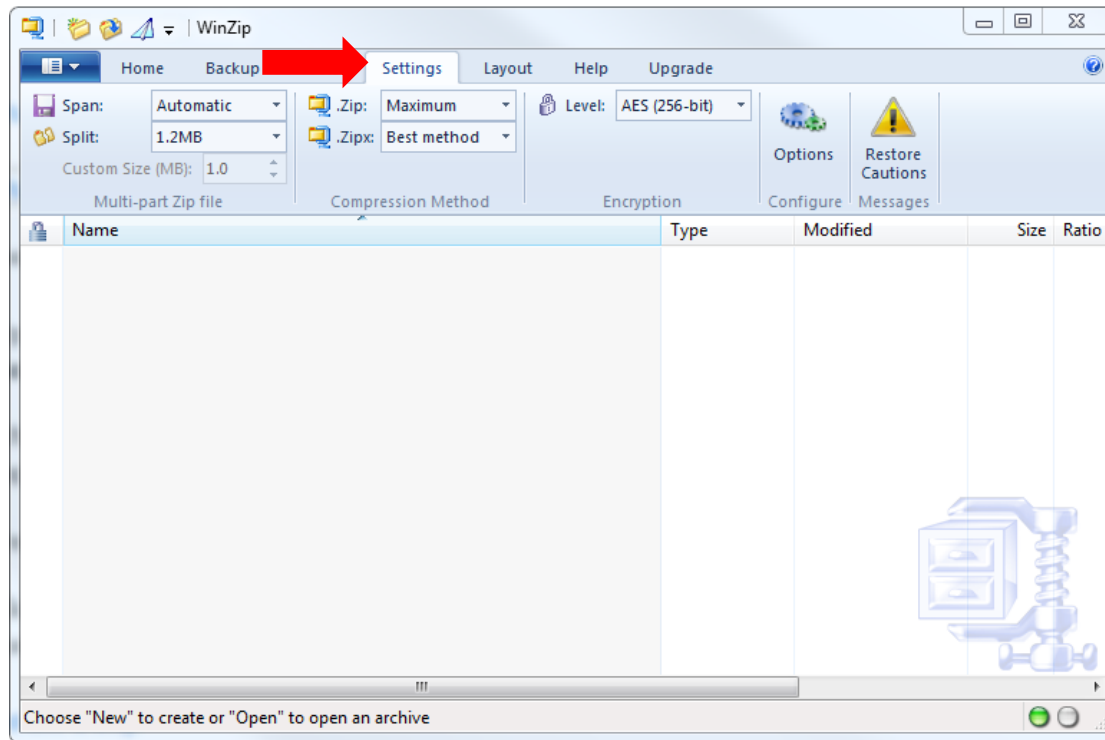 WinZip
Home Backup Settings Layout Help Upgrade
Span: Automatic .Zip: Maximum Level: AES (256-bit)
Split: 1.2MB .Zipx: Best method
Options Restore Cautions
Custom Size (MB): 1.0
Multi-part Zip file Compression Method Encryption Configure Messages
Name Type Modified Size Ratio
Choose "New" to create or "Open" to open an archive